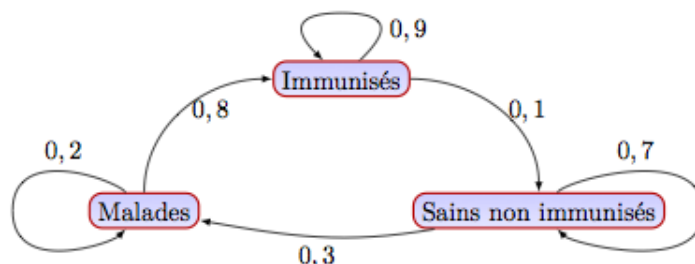 0, 9
Immunisés
0, 8
0, 1
0, 2
0, 7
Malades
Sains non immunisés
0, 3